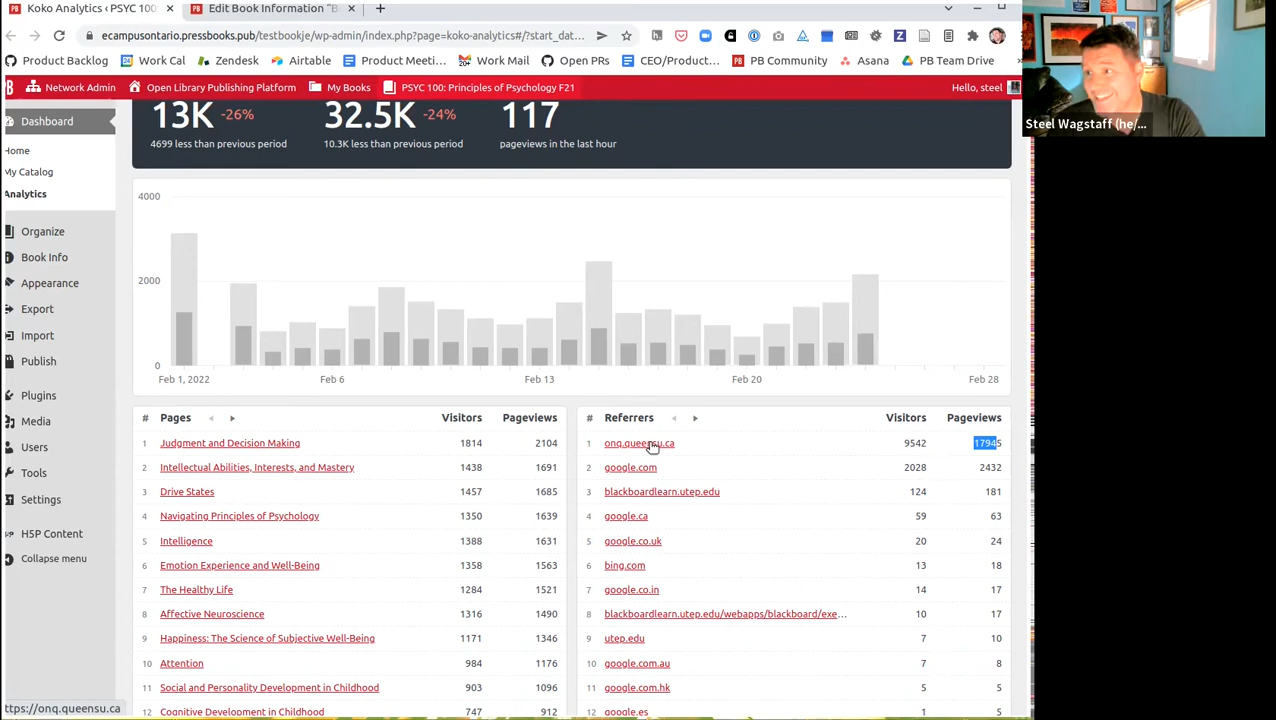 Koko Analytics ‹ PSYC 100:
Edit Book Information "B
ecampusontario.pressbooks.pub/testbooke/wp-admin/index.php?page=koko-analytics#/?start_dat...
Product Backlog Work Cal Zendesk Airtable Product Meeti... Work Mail Open PRs CEO/Product... PB Community Asana PB Team Drive
Network Admin Open Library Publishing Platform My Books PSYC 100: Principles of Psychology F21 Hello, steel
Steel Wagstaff (he/...
Dashboard
Home
My Catalog
Analytics
Organize
Book Info
Appearance
Export
Import
Publish
Plugins
Media
Users
Tools
Settings
H5P Content
Collapse menu
13K -26%
4699 less than previous period
32.5K -24%
10.3K less than previous period
117
pageviews in the last hour
4000
2000
0
Feb 1, 2022 Feb 6 Feb 13 Feb 20 Feb 28
# Pages Visitors Pageviews
1 Judgment and Decision Making 1814 2104
2 Intellectual Abilities, Interests, and Mastery 1438 1691
3 Drive States 1457 1685
4 Navigating Principles of Psychology 1350 1639
5 Intelligence 1388 1631
6 Emotion Experience and Well-Being 1358 1563
7 The Healthy Life 1284 1521
8 Affective Neuroscience 1316 1490
9 Happiness: The Science of Subjective Well-Being 1171 1346
10 Attention 984 1176
11 Social and Personality Development in Childhood 903 1096
12 Cognitive Development in Childhood 747 912
# Referrers Visitors Pageviews
1 onq.queensu.ca 9542 17945
2 google.com 2028 2432
3 blackboardlearn.utep.edu 124 181
4 google.ca 59 63
5 google.co.uk 20 24
6 bing.com 13 18
7 google.co.in 14 17
8 blackboardlearn.utep.edu/webapps/blackboard/exe... 10 17
9 utep.edu 7 10
10 google.com.au 7 8
11 google.com.hk 5 5
12 google.es 1 5
ttps://onq.queensu.ca